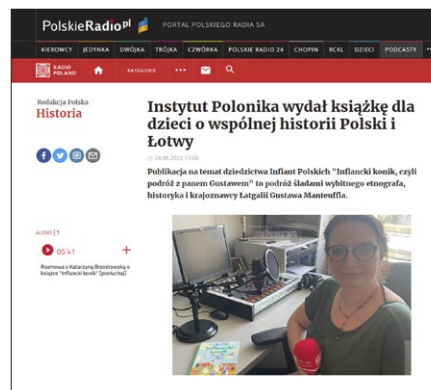 PolskieRadio.pl
PORTAL POLSKIEGO RADIA SA
KIEROWCY JEDYNKA DWÓJKA TRÓJKA CZWÓRKA POLSKIE RADIO 24 CHOPIN RCKL DZIECI PODCASTY
RADIO
POLAND
KATEGORIE
Redakcja Polska
Historia
Instytut Polonika wydał książkę dla
dzieci o wspólnej historii Polski i
Łotwy
24.06.2022 17:00
Publikacja na temat dziedzictwa Inflant Polskich "Inflancki konik, czyli
podróż z panem Gustawem" to podróż śladami wybitnego etnografa,
historyka i krajoznawcy Łatgalii Gustawa Manteuffla.
AUDIO | 1
05'41
Rozmowa z Katarzyną Brzostowską o
książce "Inflancki konik" [posłuchaj]